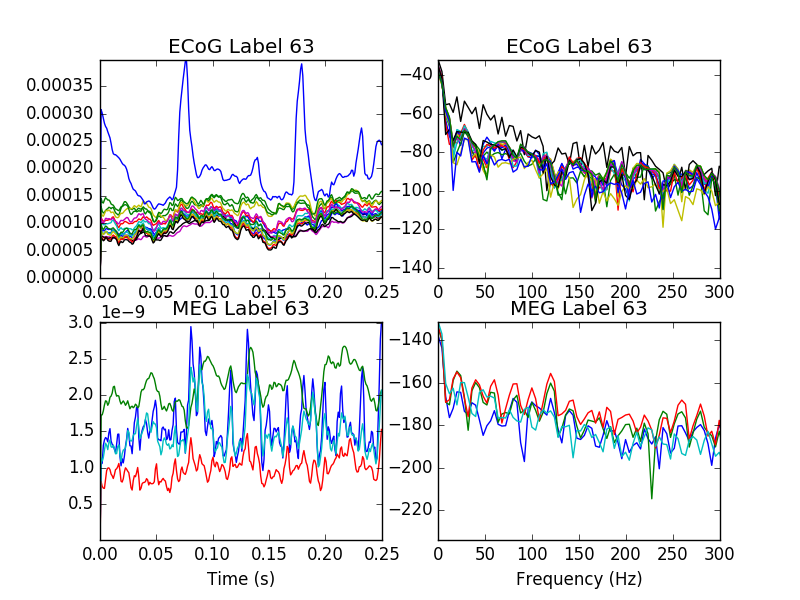 ECoG Label 63
ECoG Label 63
0.00035
0.00030
0.00025
0.00020
0.00015
0.00010
0.00005
0.00000
0.00 0.05 0.10 0.15 0.20 0.25
−40
−60
−80
−100
−120
−140
0 50 100 150 200 250 300
MEG Label 63
MEG Label 63
1e−9
3.0
2.5
2.0
1.5
1.0
0.5
0.00 0.05 0.10 0.15 0.20 0.25
Time (s)
−140
−160
−180
−200
−220
0 50 100 150 200 250 300
Frequency (Hz)